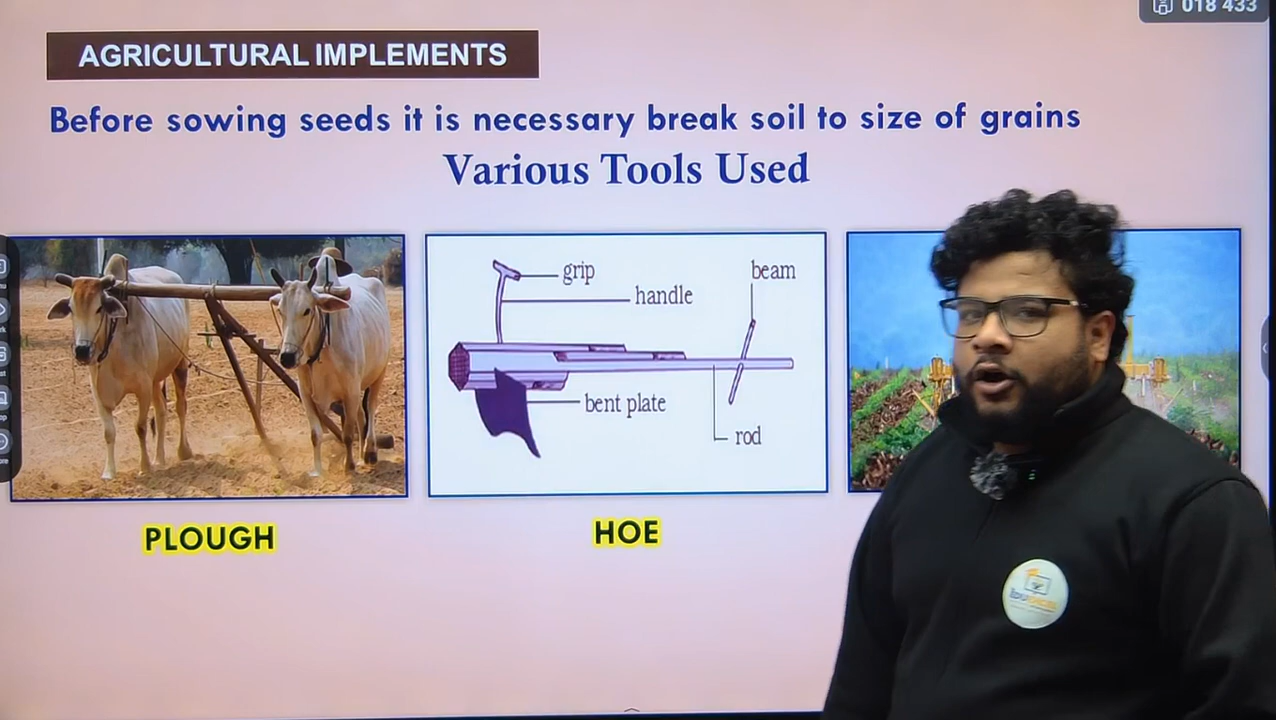 018 433
AGRICULTURAL IMPLEMENTS
Before sowing seeds it is necessary break soil to size of grains
Various Tools Used
grip
handle
beam
bent plate
rod
PLOUGH
HOE